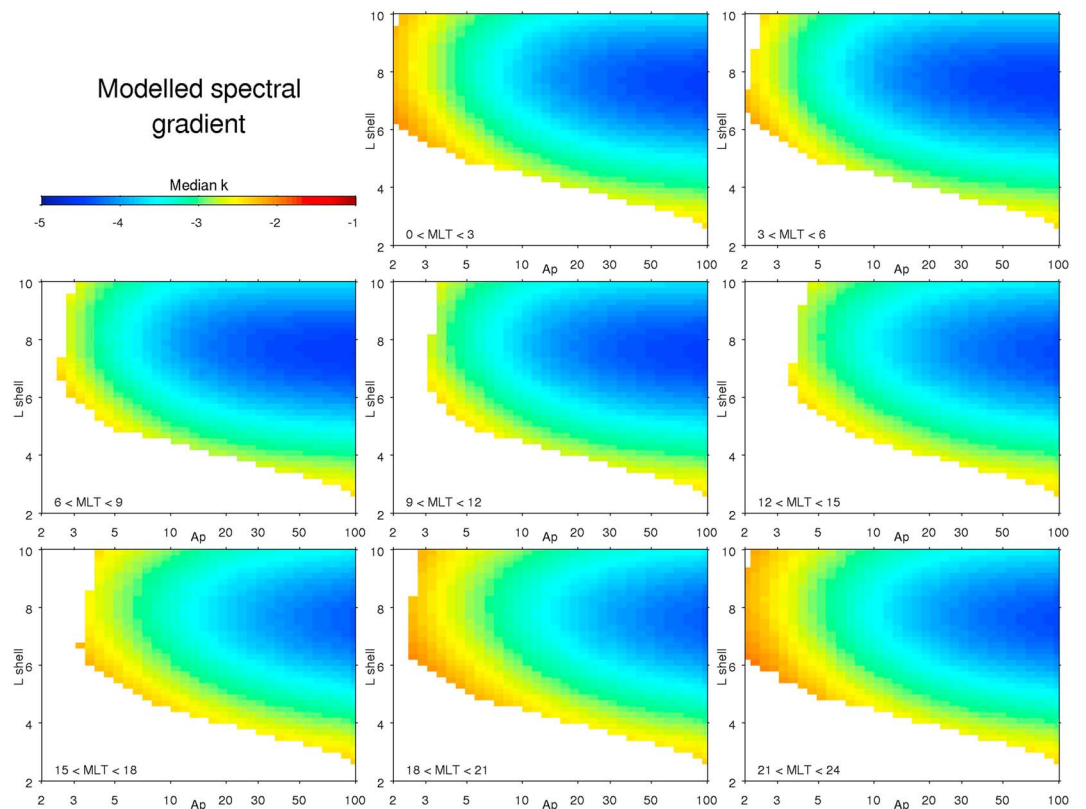 Modelled spectral
gradient
Median k
-5 -4 -3 -2 -1
10
8
6
4
2
L shell
0 < MLT < 3
2 3 5 10 20 30 50 100
Ap
10
8
6
4
2
L shell
3 < MLT < 6
2 3 5 10 20 30 50 100
Ap
10
8
6
4
2
L shell
6 < MLT < 9
2 3 5 10 20 30 50 100
Ap
10
8
6
4
2
L shell
9 < MLT < 12
2 3 5 10 20 30 50 100
Ap
10
8
6
4
2
L shell
12 < MLT < 15
2 3 5 10 20 30 50 100
Ap
10
8
6
4
2
L shell
15 < MLT < 18
2 3 5 10 20 30 50 100
Ap
10
8
6
4
2
L shell
18 < MLT < 21
2 3 5 10 20 30 50 100
Ap
10
8
6
4
2
L shell
21 < MLT < 24
2 3 5 10 20 30 50 100
Ap